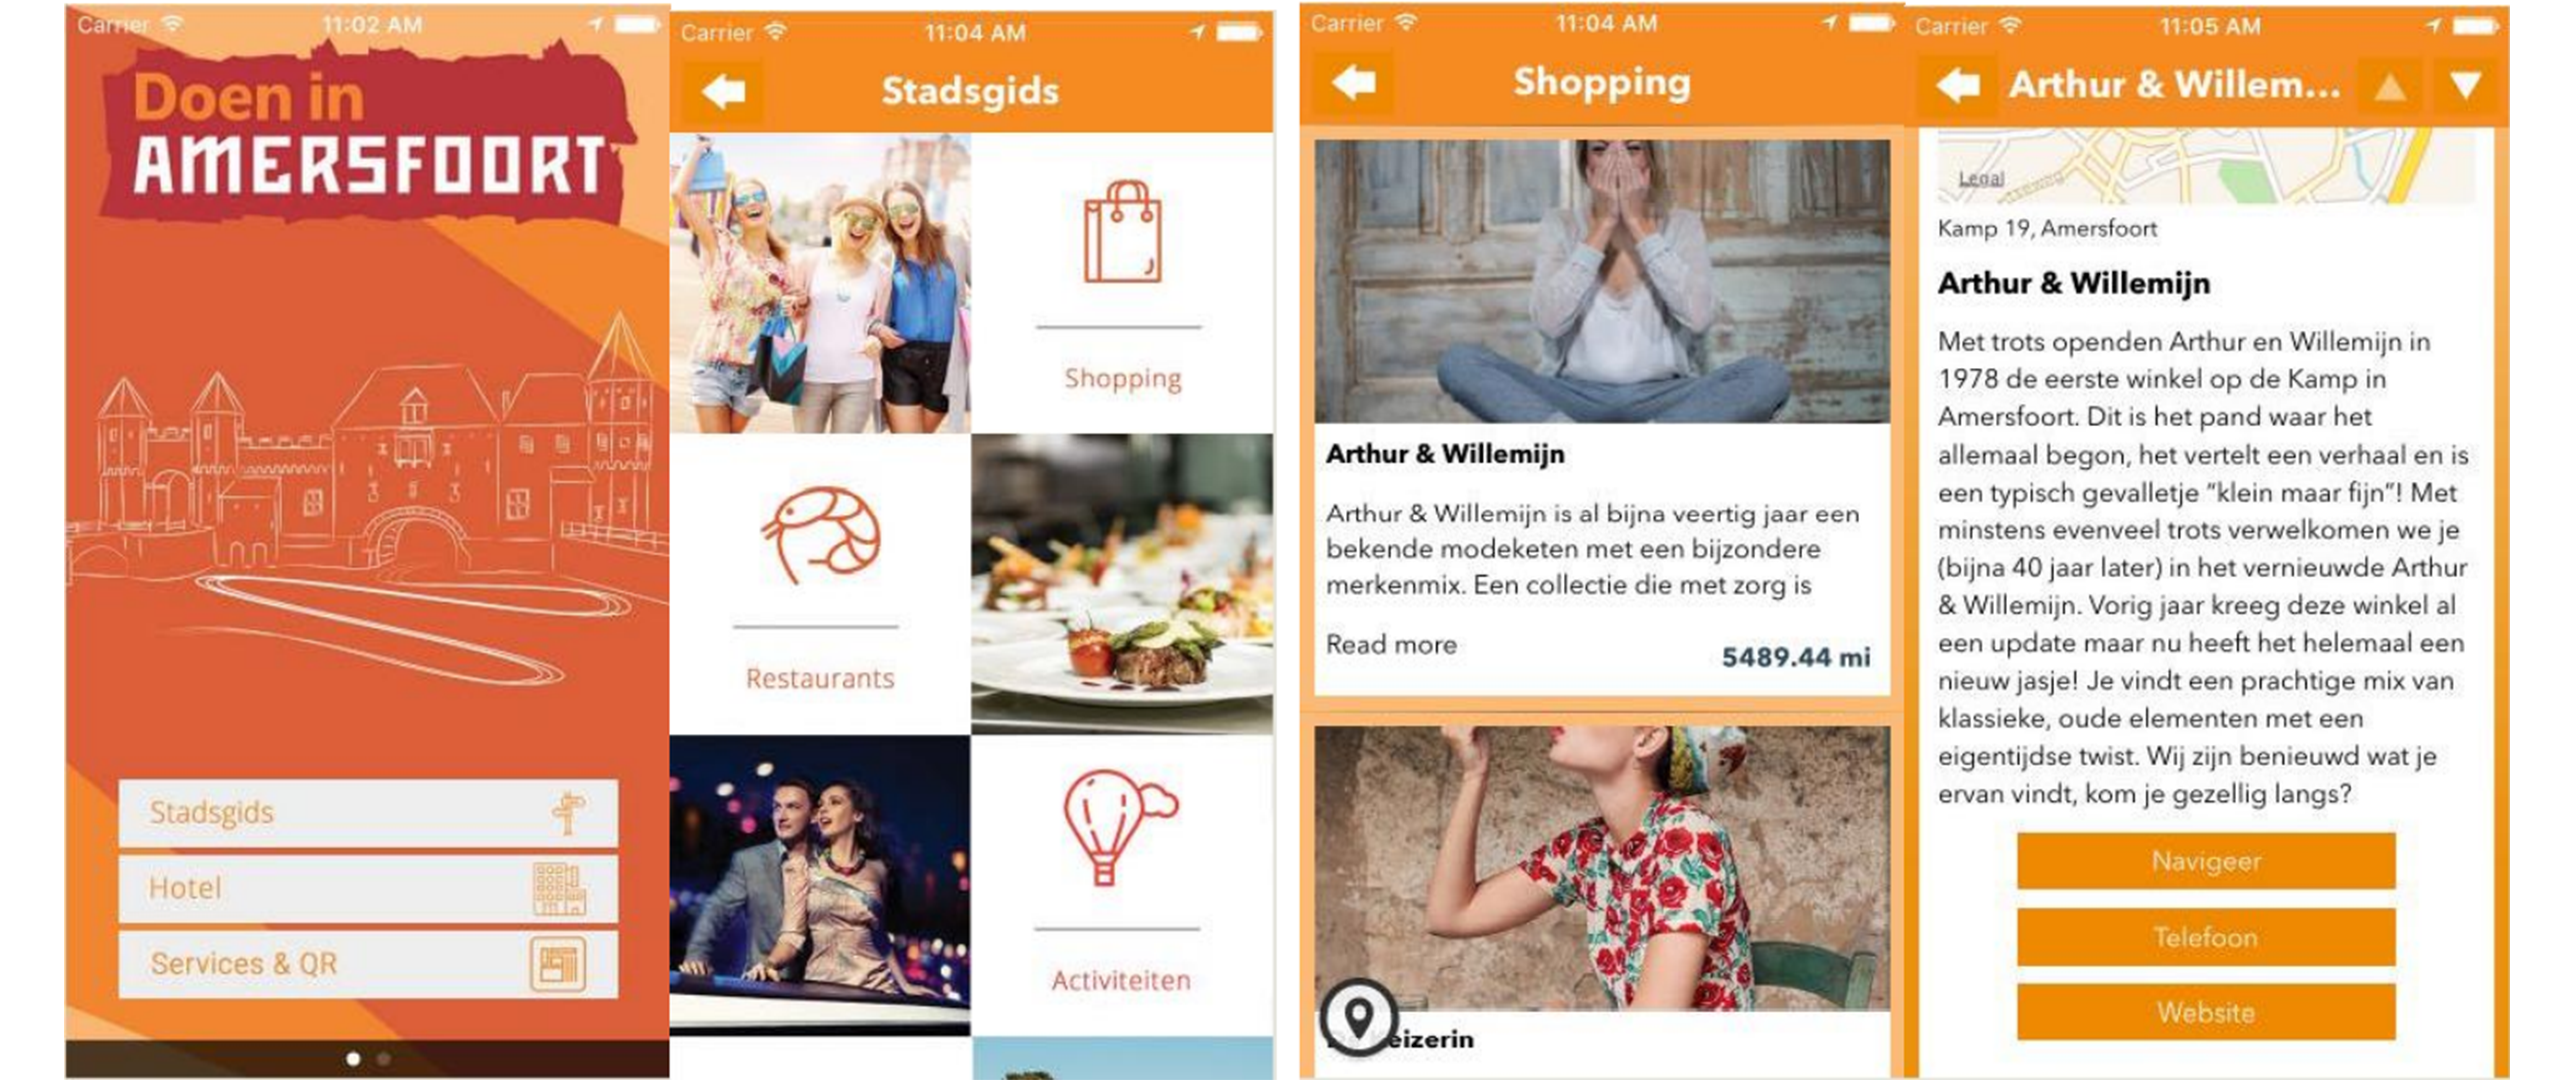 Carrier
11:02 AM
Doen in
AMERSFOORT
Stadsgids
Hotel
Services & QR
Carrier
11:04 AM
Stadsgids
Shopping
Restaurants
Activiteiten
Carrier
11:04 AM
Shopping
Arthur & Willemijn
Arthur & Willemijn is al bijna veertig jaar een
bekende modeketen met een bijzondere
merkenmix. Een collectie die met zorg is
Read more
5489.44 mi
eizerin
Carrier
11:05 AM
Arthur & Willem...
Legal
Kamp 19, Amersfoort
Arthur & Willemijn
Met trots openden Arthur en Willemijn in
1978 de eerste winkel op de Kamp in
Amersfoort. Dit is het pand waar het
allemaal begon, het vertelt een verhaal en is
een typisch gevalletje "klein maar fijn"! Met
minstens evenveel trots verwelkomen we je
(bijna 40 jaar later) in het vernieuwde Arthur
& Willemijn. Vorig jaar kreeg deze winkel al
een update maar nu heeft het helemaal een
nieuw jasje! Je vindt een prachtige mix van
klassieke, oude elementen met een
eigentijdse twist. Wij zijn benieuwd wat je
ervan vindt, kom je gezellig langs?
Navigeer
Telefoon
Website